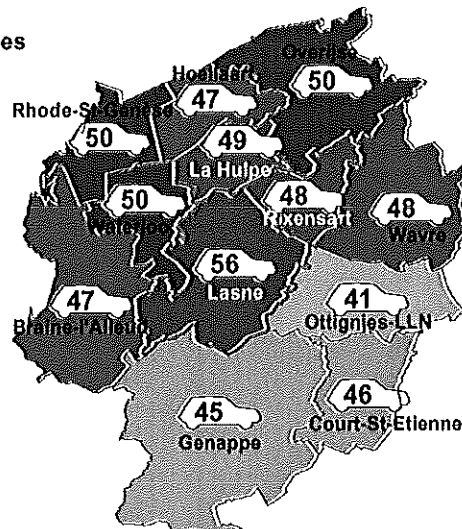 es
Overijse
50
Hoeilaert
47
Rhode-St-Genèse
50
49
La Hulpe
50
Waterloo
48
Rixensart
48
Wavre
56
Lasne
47
Braine-l'Alleud
41
Ottignies-LLN
46
Court-St-Etienne
45
Genappe